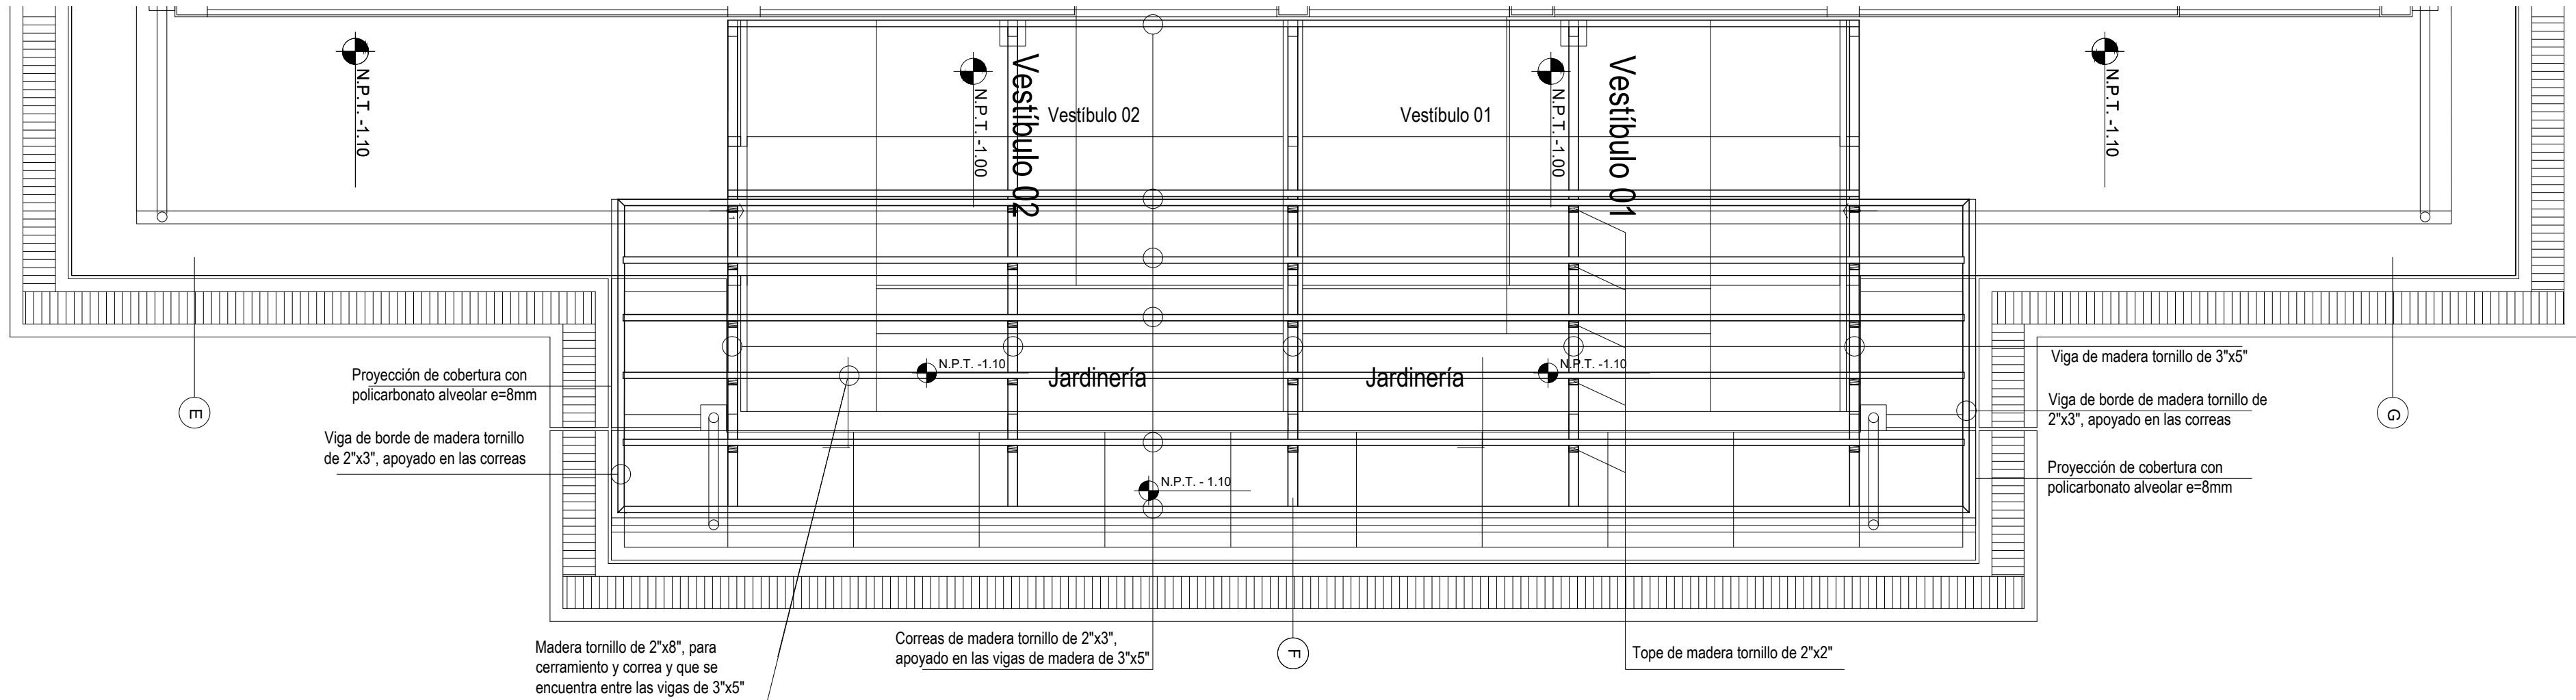 N.P.T. -1.10
N.P.T. -1.00
Vestíbulo 02
Vestíbulo 02
Vestíbulo 01
N.P.T. -1.00
Vestíbulo 01
N.P.T. -1.10
N.P.T. -1.10
Jardinería
Jardinería
N.P.T. -1.10
Proyección de cobertura con
policarbonato alveolar e=8mm
Viga de borde de madera tornillo
de 2"x3", apoyado en las correas
E
Viga de madera tornillo de 3"x5"
Viga de borde de madera tornillo de
2"x3", apoyado en las correas
G
Proyección de cobertura con
policarbonato alveolar e=8mm
N.P.T. - 1.10
Madera tornillo de 2"x8", para
cerramiento y correa y que se
encuentra entre las vigas de 3"x5"
Correas de madera tornillo de 2"x3",
apoyado en las vigas de madera de 3"x5"
F
Tope de madera tornillo de 2"x2"